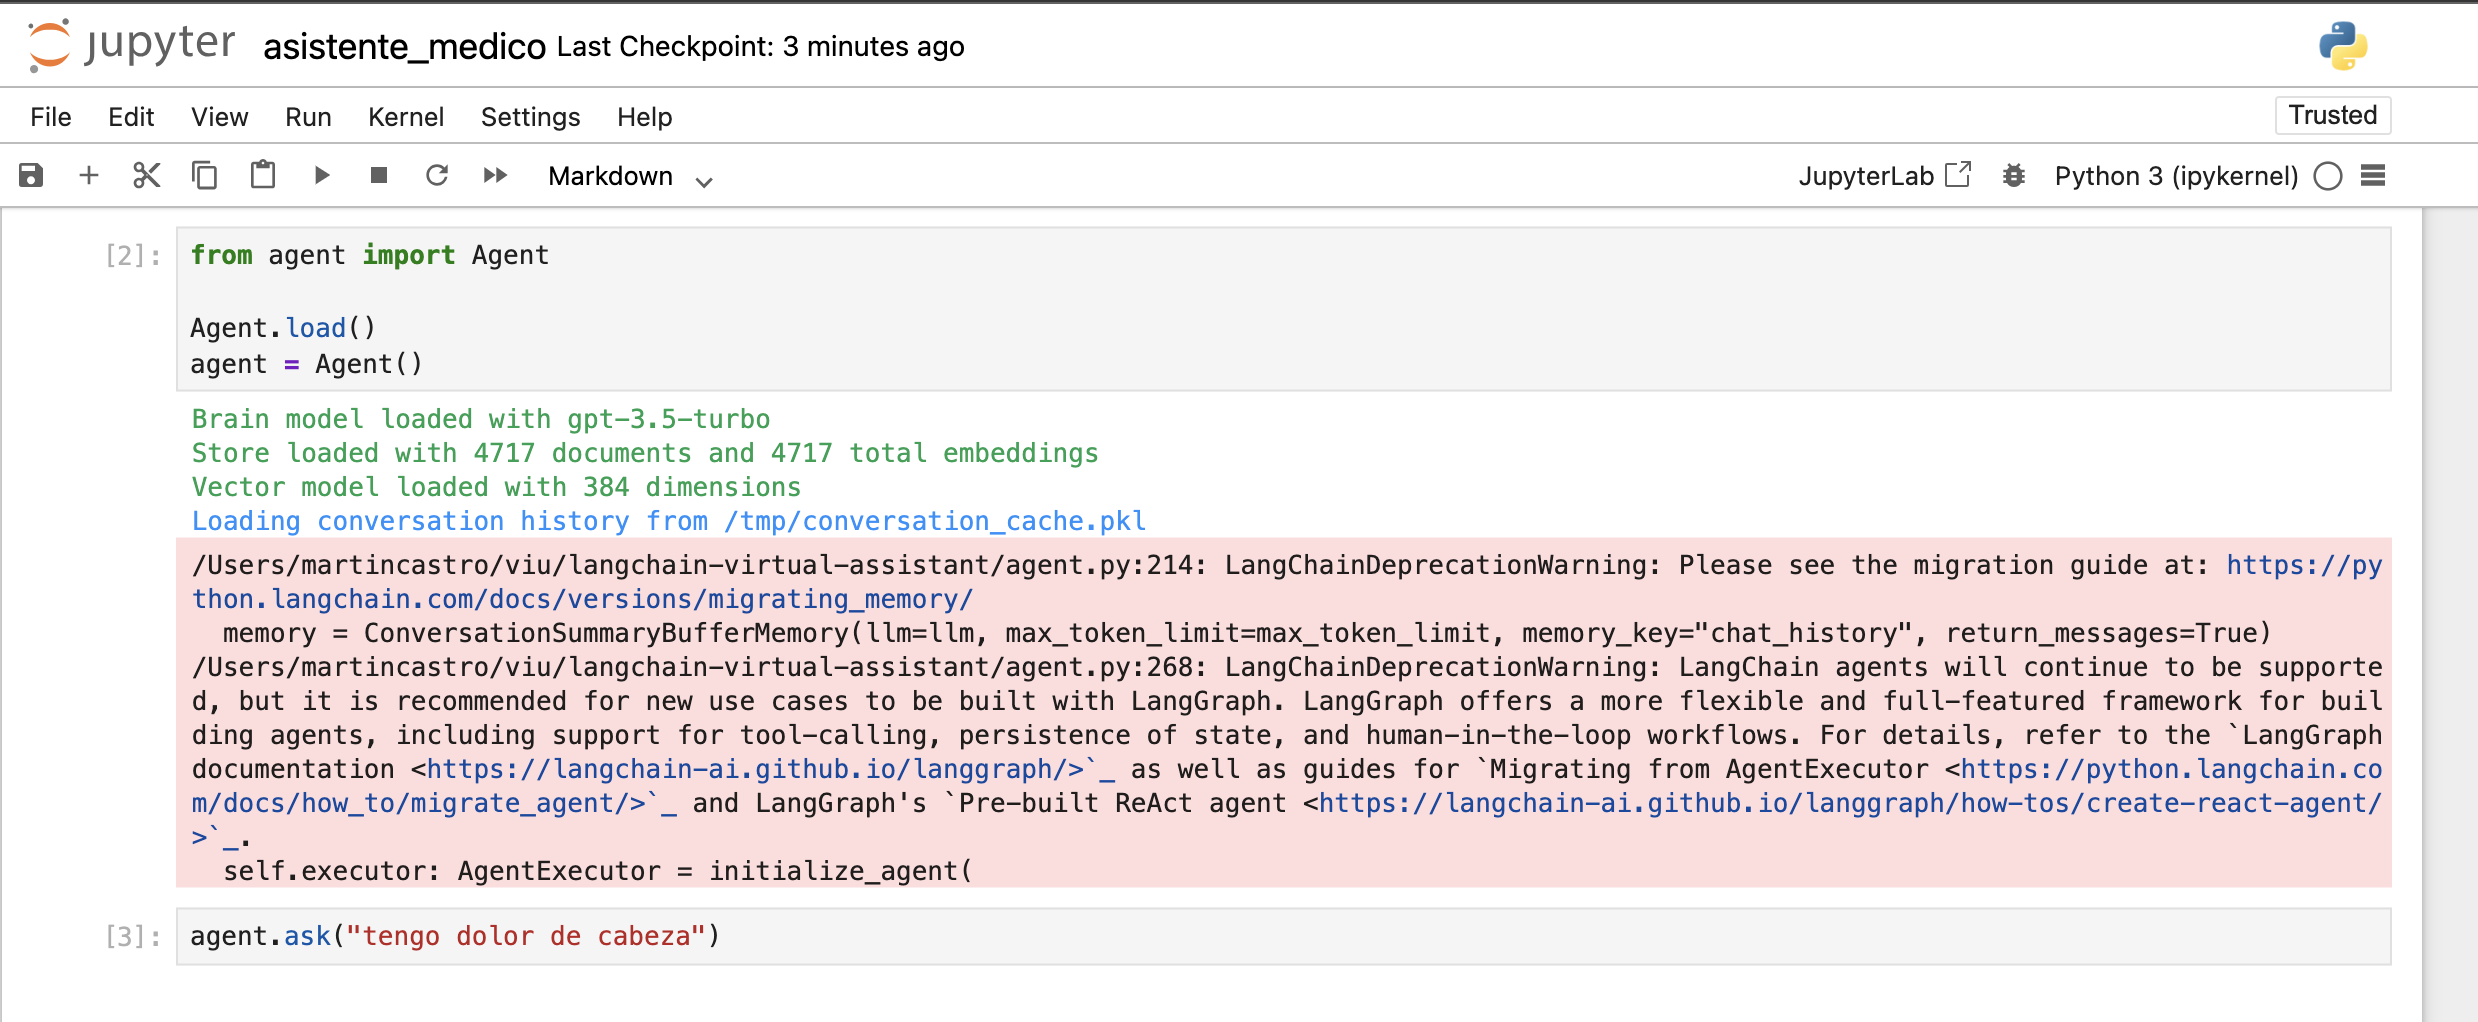 jupyter asistente_medico Last Checkpoint: 3 minutes ago
File Edit View Run Kernel Settings Help Trusted
Markdown JupyterLab Python 3 (ipykernel)
[2]: from agent import Agent
Agent.load()
agent = Agent()
Brain model loaded with gpt-3.5-turbo
Store loaded with 4717 documents and 4717 total embeddings
Vector model loaded with 384 dimensions
Loading conversation history from /tmp/conversation_cache.pkl
/Users/martincastro/viu/langchain-virtual-assistant/agent.py:214: LangChainDeprecationWarning: Please see the migration guide at: https://py
thon.langchain.com/docs/versions/migrating_memory/
  memory = ConversationSummaryBufferMemory(llm=llm, max_token_limit=max_token_limit, memory_key="chat_history", return_messages=True)
/Users/martincastro/viu/langchain-virtual-assistant/agent.py:268: LangChainDeprecationWarning: LangChain agents will continue to be supporte
d, but it is recommended for new use cases to be built with LangGraph. LangGraph offers a more flexible and full-featured framework for buil
ding agents, including support for tool-calling, persistence of state, and human-in-the-loop workflows. For details, refer to the `LangGraph
documentation <https://langchain-ai.github.io/langgraph/>`_ as well as guides for `Migrating from AgentExecutor <https://python.langchain.co
m/docs/how_to/migrate_agent/>`_ and LangGraph's `Pre-built ReAct agent <https://langchain-ai.github.io/langgraph/how-tos/create-react-agent/
>`_.
  self.executor: AgentExecutor = initialize_agent(
[3]: agent.ask("tengo dolor de cabeza")